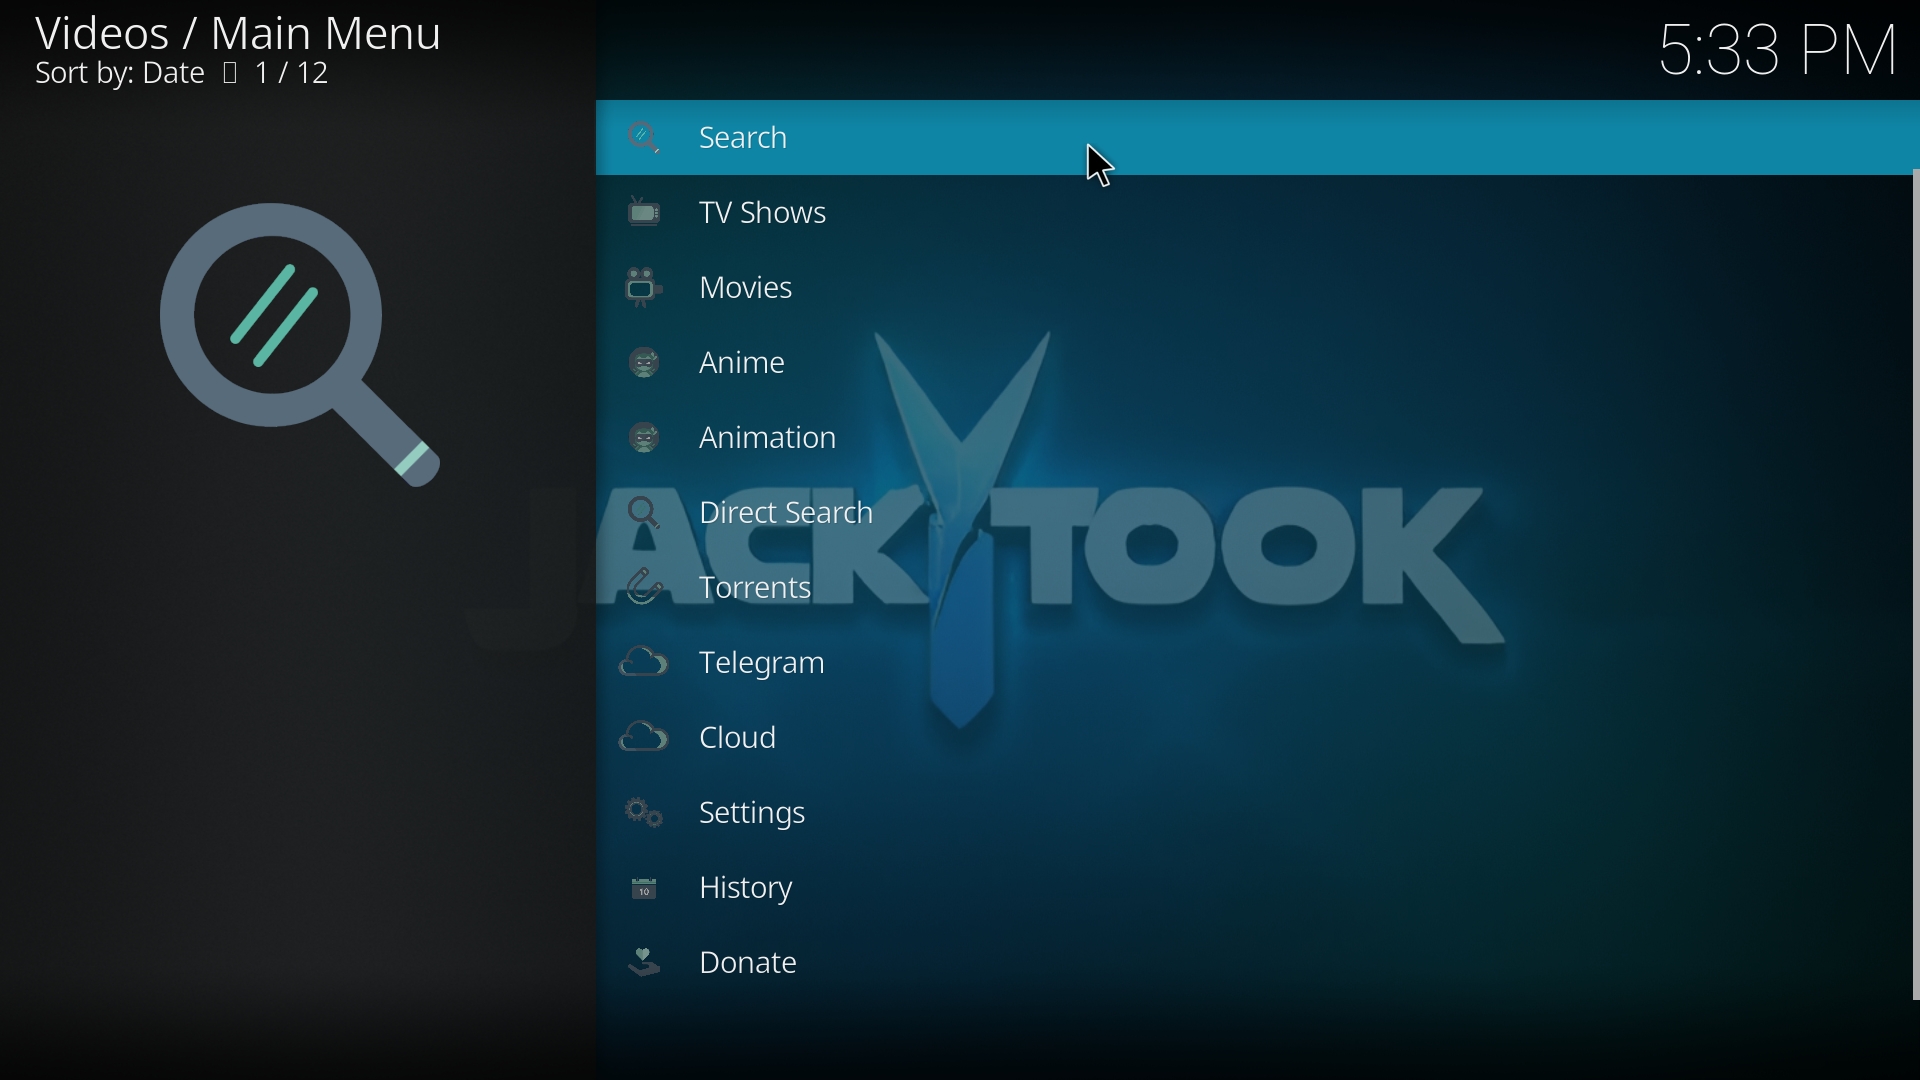 Videos / Main Menu
Sort by: Date 1 / 12
5:33 PM
Search
TV Shows
Movies
Anime
Animation
Direct Search
Torrents
Telegram
Cloud
Settings
10
History
Donate
JACKTOOK